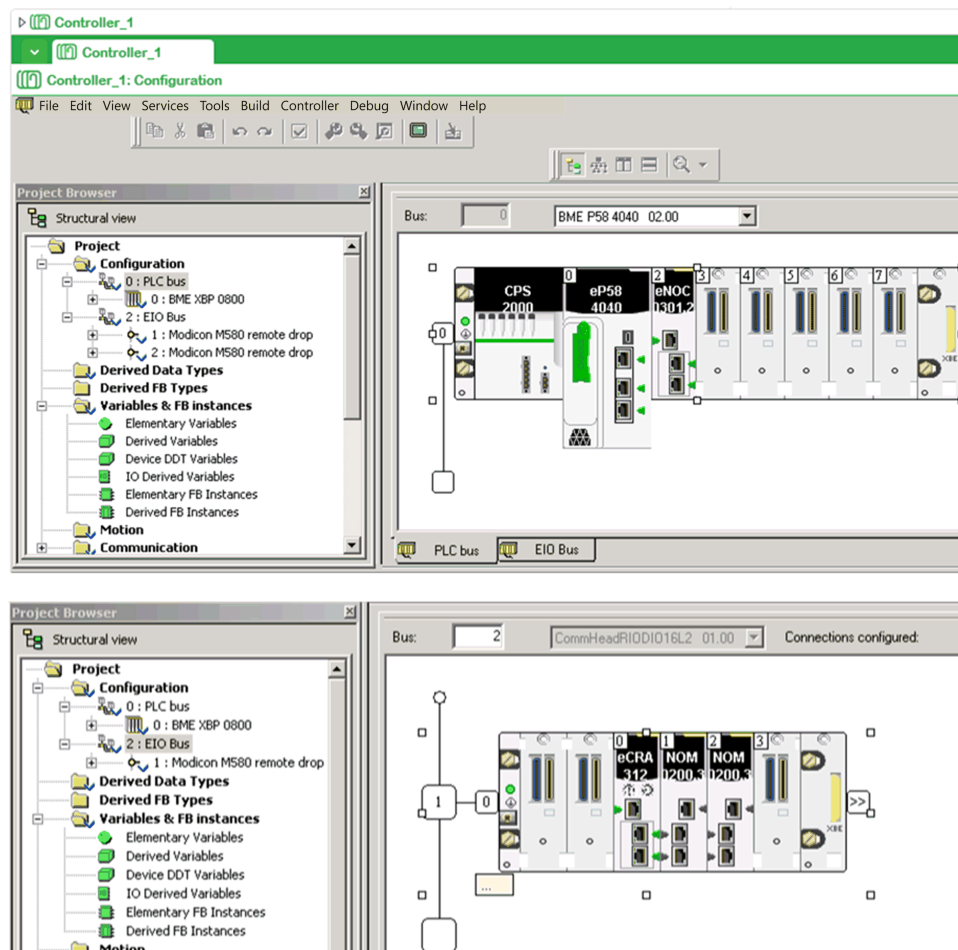 Controller_1
Controller_1
Controller_1: Configuration
File Edit View Services Tools Build Controller Debug Window Help
Project Browser
Structural view
Bus: 0 BME P58 4040 02.00
Project
Configuration
0 : PLC bus
0 : BME XBP 0800
2 : EIO Bus
1 : Modicon M580 remote drop
2 : Modicon M580 remote drop
Derived Data Types
Derived FB Types
Variables & FB instances
Elementary Variables
Derived Variables
Device DDT Variables
IO Derived Variables
Elementary FB Instances
Derived FB Instances
Motion
Communication
0 2 3 4 5 6 7
CPS eP58 eNOC
2000 4040 0301.2
0
XBE
PLC bus EIO Bus
Project Browser
Structural view
Bus: 2 CommHeadRIODIO16L2 01.00 Connections configured:
Project
Configuration
0 : PLC bus
0 : BME XBP 0800
2 : EIO Bus
1 : Modicon M580 remote drop
Derived Data Types
Derived FB Types
Variables & FB instances
Elementary Variables
Derived Variables
Device DDT Variables
IO Derived Variables
Elementary FB Instances
Derived FB Instances
Motion
0 1 2 3
eCRA NOM NOM
312 0200.3 0200.3
1 0 >>
XBE
...